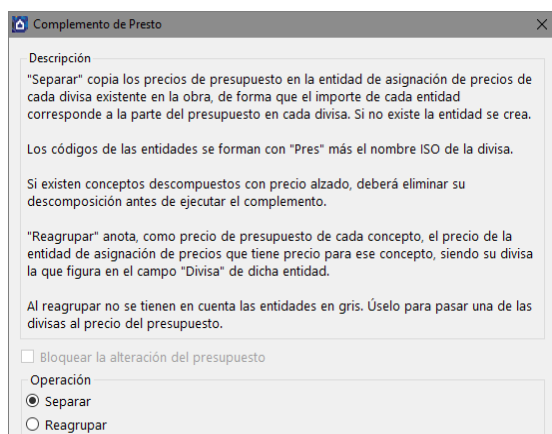 Complemento de Presto
Descripción
"Separar" copia los precios de presupuesto en la entidad de asignación de precios de
cada divisa existente en la obra, de forma que el importe de cada entidad
corresponde a la parte del presupuesto en cada divisa. Si no existe la entidad se crea.
Los códigos de las entidades se forman con "Pres" más el nombre ISO de la divisa.
Si existen conceptos descompuestos con precio alzado, deberá eliminar su
descomposición antes de ejecutar el complemento.
"Reagrupar" anota, como precio de presupuesto de cada concepto, el precio de la
entidad de asignación de precios que tiene precio para ese concepto, siendo su divisa
la que figura en el campo "Divisa" de dicha entidad.
Al reagrupar no se tienen en cuenta las entidades en gris. Úselo para pasar una de las
divisas al precio del presupuesto.
Bloquear la alteración del presupuesto
Operación
Separar
Reagrupar